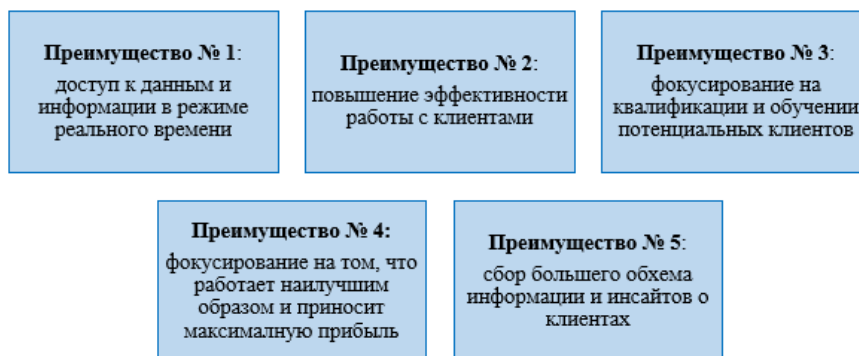 Преимущество № 1:
доступ к данным и
информации в режиме
реального времени
Преимущество № 2:
повышение эффективности
работы с клиентами
Преимущество № 3:
фокусирование на
квалификации и обучении
потенциальных клиентов
Преимущество № 4:
фокусирование на том, что
работает наилучшим
образом и приносит
максималную прибыль
Преимущество № 5:
сбор большего обхема
информации и инсайтов о
клиентах